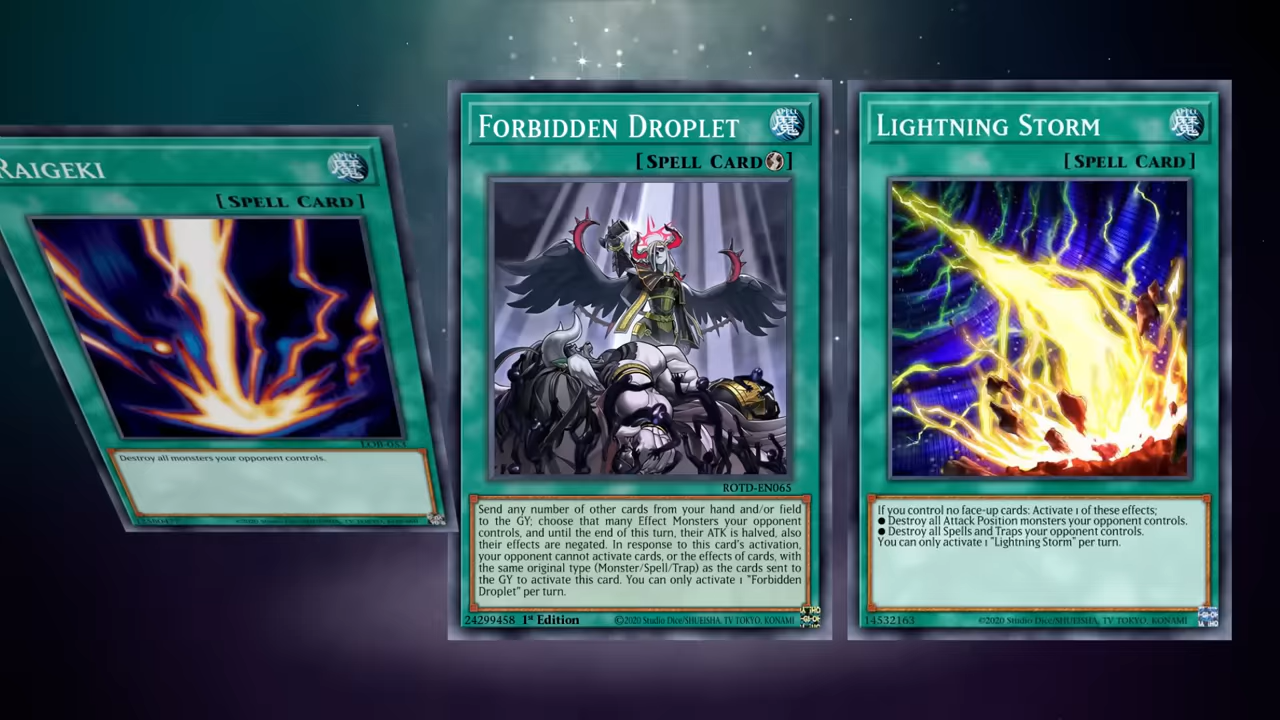 RAIGEKI
[SPELL CARD]
LOB-053
Destroy all monsters your opponent controls.
FORBIDDEN DROPLET
[SPELL CARD]
ROTD-EN065
Send any number of other cards from your hand and/or field
to the GY; choose that many Effect Monsters your opponent
controls, and until the end of this turn, their ATK is halved, also
their effects are negated. In response to this card's activation,
your opponent cannot activate cards, or the effects of cards, with
the same original type (Monster/Spell/Trap) as the cards sent to
the GY to activate this card. You can only activate 1 "Forbidden
Droplet" per turn.
24299458 1st Edition ©2020 Studio Dice/SHUEISHA, TV TOKYO, KONAMI
LIGHTNING STORM
[SPELL CARD]
If you control no face-up cards: Activate 1 of these effects;
● Destroy all Attack Position monsters your opponent controls.
● Destroy all Spells and Traps your opponent controls.
You can only activate 1 "Lightning Storm" per turn.
14532163 ©2020 Studio Dice/SHUEISHA, TV TOKYO, KONAMI